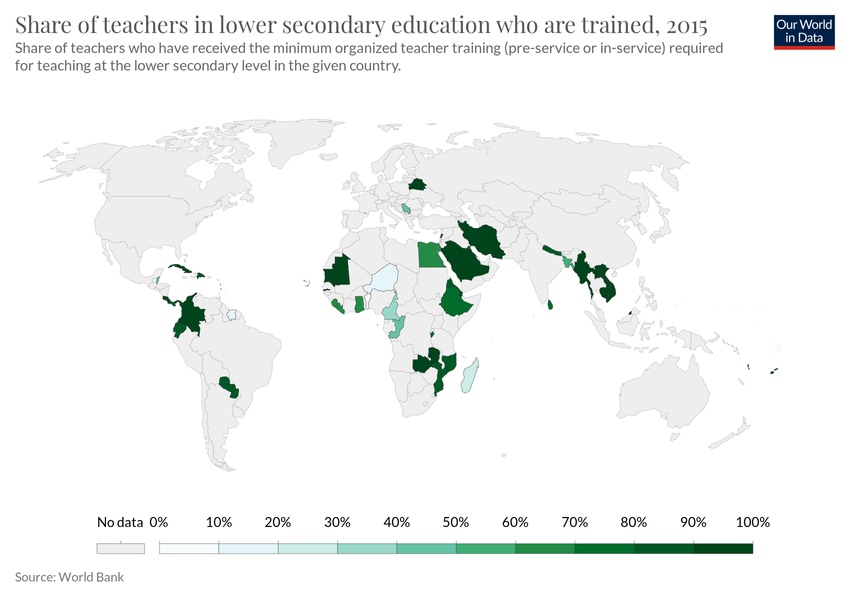 Share of teachers in lower secondary education who are trained, 2015
Our World
in Data
Share of teachers who have received the minimum organized teacher training (pre-service or in-service) required
for teaching at the lower secondary level in the given country.
No data 0% 10% 20% 30% 40% 50% 60% 70% 80% 90% 100%
Source: World Bank